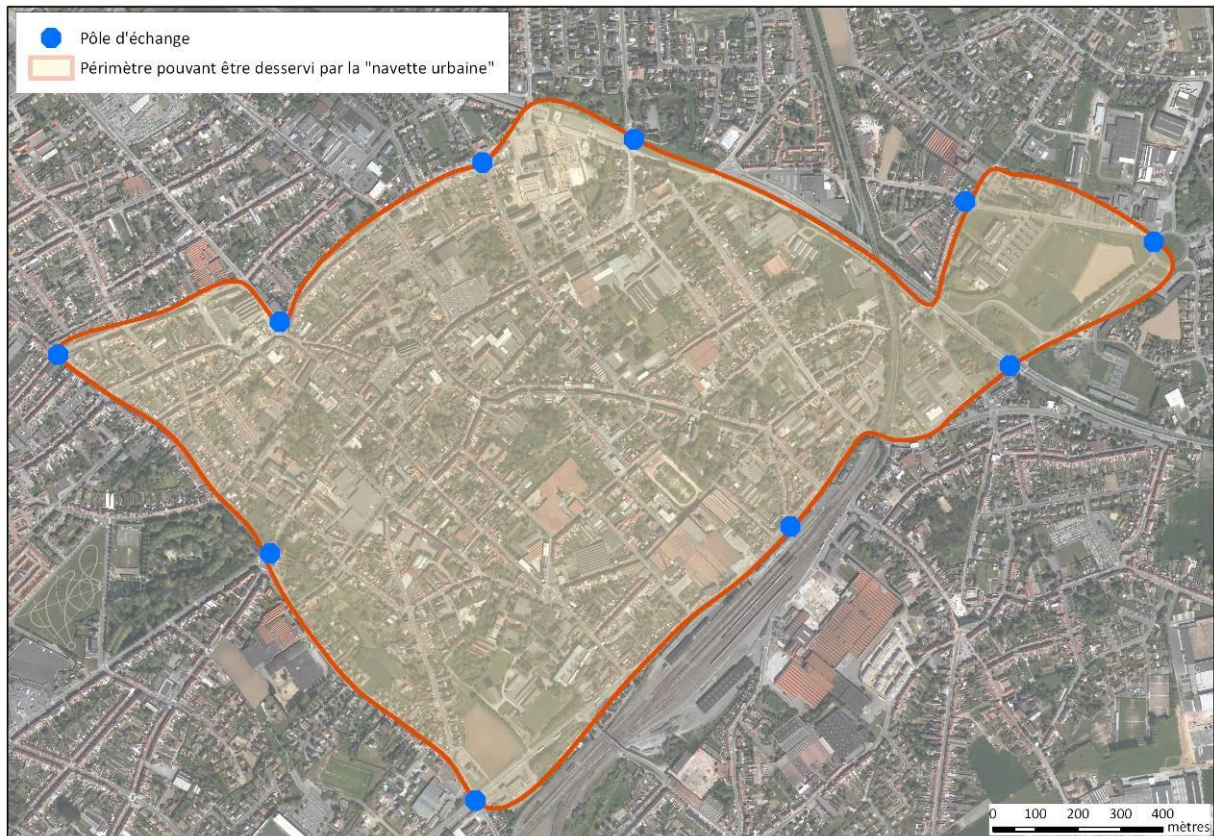 Pôle d'échange
Périmètre pouvant être desservi par la "navette urbaine"
0 100 200 300 400
mètres